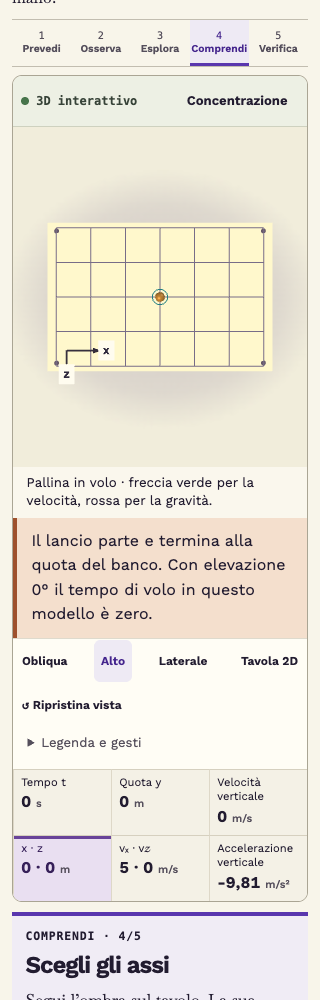 1
Prevedi
2
Osserva
3
Esplora
4
Comprendi
5
Verifica
3D interattivo
Concentrazione
x
z
Pallina in volo · freccia verde per la
velocità, rossa per la gravità.
Il lancio parte e termina alla
quota del banco. Con elevazione
0° il tempo di volo in questo
modello è zero.
Obliqua
Alto
Laterale
Tavola 2D
↺ Ripristina vista
▶ Legenda e gesti
Tempo t
0 s
Quota y
0 m
Velocità
verticale
0 m/s
x · z
0 · 0 m
vₓ · vz
5 · 0 m/s
Accelerazione
verticale
-9,81 m/s²
COMPRENDI · 4/5
Scegli gli assi